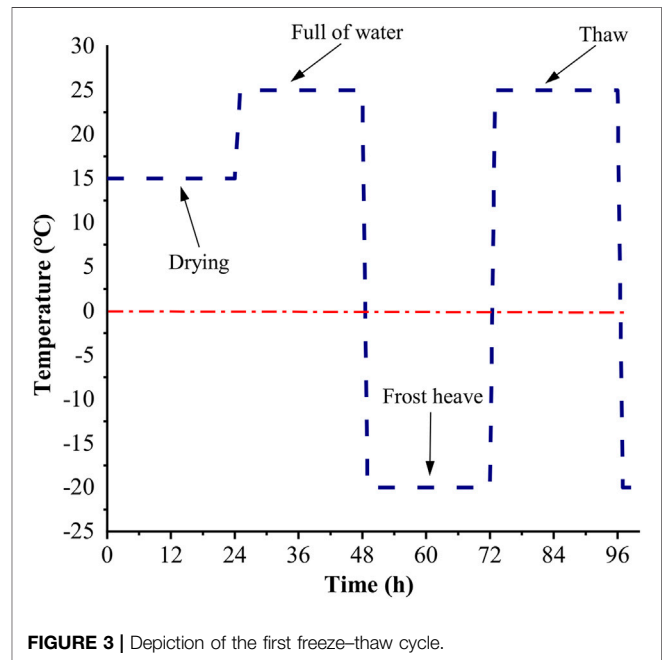 Full of water
Thaw
30
25
20
15
10
5
0
-5
-10
-15
-20
-25
Temperature (°C)
Drying
Frost heave
0 12 24 36 48 60 72 84 96
Time (h)
FIGURE 3 | Depiction of the first freeze–thaw cycle.